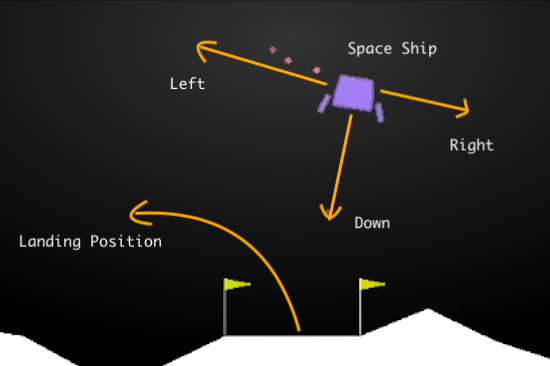 Space Ship
Left
Right
Down
Landing Position